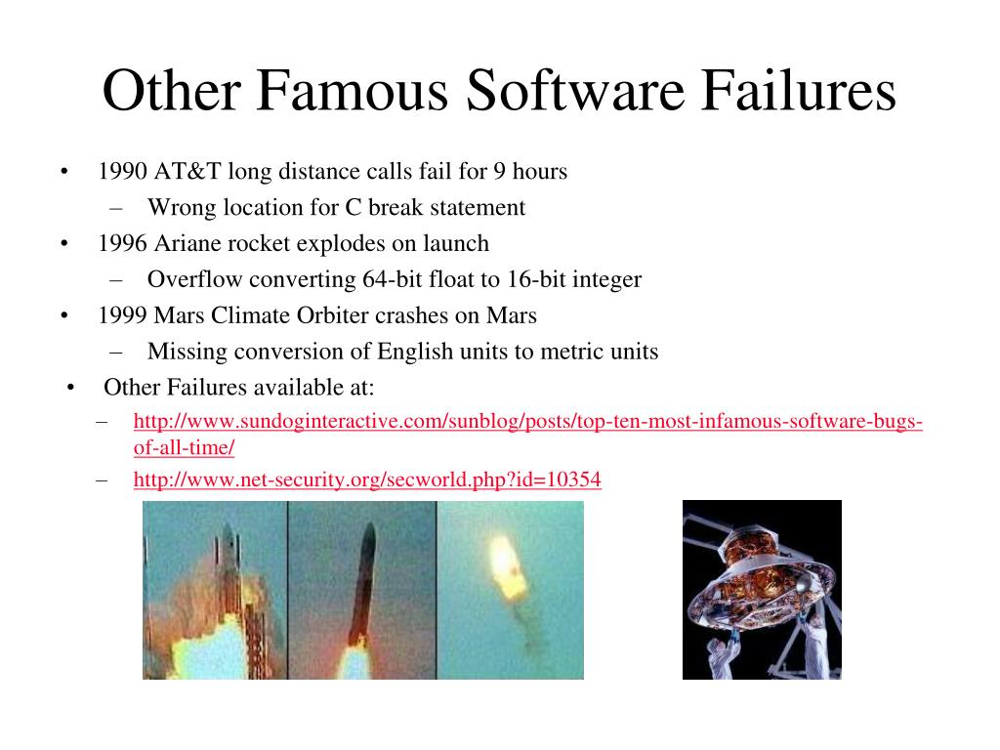 Other Famous Software Failures
• 1990 AT&T long distance calls fail for 9 hours
– Wrong location for C break statement
• 1996 Ariane rocket explodes on launch
– Overflow converting 64-bit float to 16-bit integer
• 1999 Mars Climate Orbiter crashes on Mars
– Missing conversion of English units to metric units
• Other Failures available at:
– http://www.sundoginteractive.com/sunblog/posts/top-ten-most-infamous-software-bugs-
of-all-time/
– http://www.net-security.org/secworld.php?id=10354